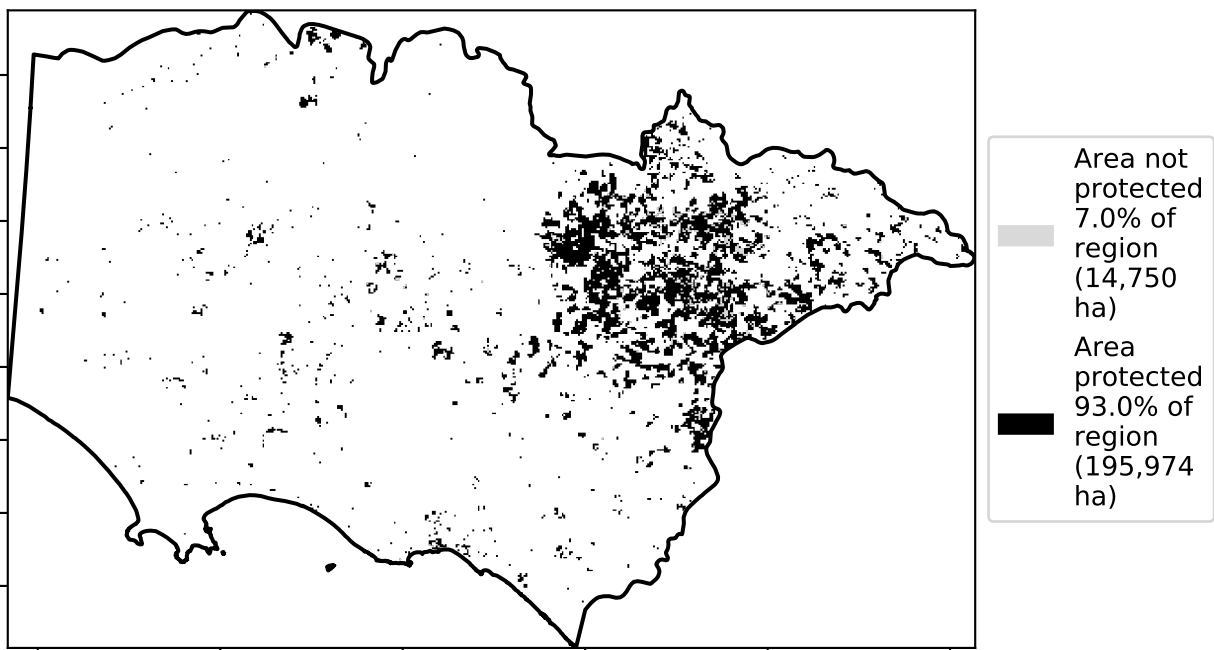 Area not
protected
7.0% of
region
(14,750
ha)
Area
protected
93.0% of
region
(195,974
ha)